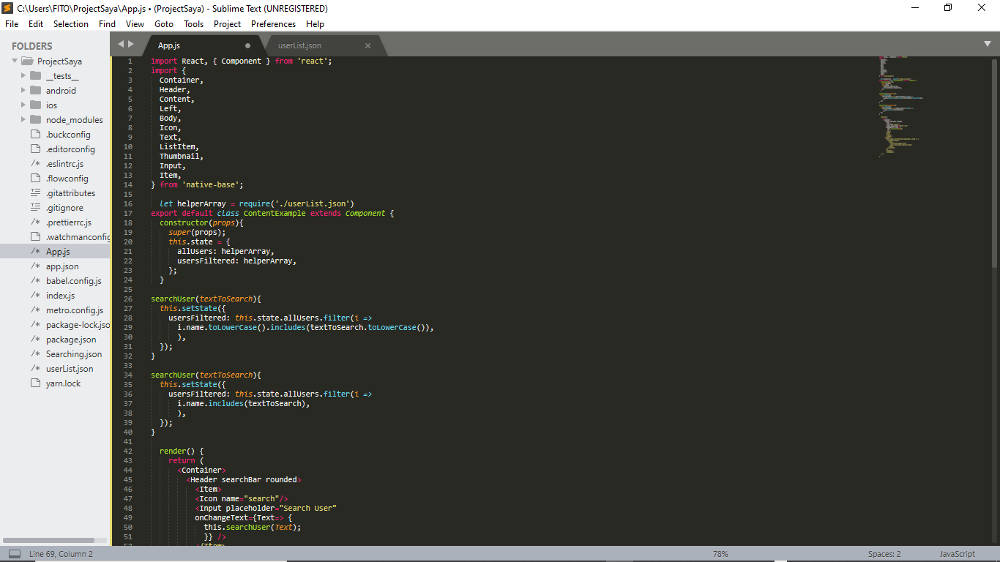 C:\Users\FITO\ProjectSaya\App.js • (ProjectSaya) - Sublime Text (UNREGISTERED)
File Edit Selection Find View Goto Tools Project Preferences Help
FOLDERS
ProjectSaya
__tests__
android
ios
node_modules
.buckconfig
.editorconfig
.eslintrc.js
.flowconfig
.gitattributes
.gitignore
.prettierrc.js
.watchmanconfig
App.js
app.json
babel.config.js
index.js
metro.config.js
package-lock.jso
package.json
Searching.json
userList.json
yarn.lock
App.js userList.json
1 import React, { Component } from 'react';
2 import {
3   Container,
4   Header,
5   Content,
6   Left,
7   Body,
8   Icon,
9   Text,
10   ListItem,
11   Thumbnail,
12   Input,
13   Item,
14 } from 'native-base';
15
16   let helperArray = require('./userList.json')
17 export default class ContentExample extends Component {
18   constructor(props){
19     super(props);
20     this.state = {
21       allUsers: helperArray,
22       usersFiltered: helperArray,
23     };
24   }
25
26 searchUser(textToSearch){
27   this.setState({
28     usersFiltered: this.state.allUsers.filter(i =>
29       i.name.toLowerCase().includes(textToSearch.toLowerCase()),
30       ),
31   });
32 }
33
34 searchUser(textToSearch){
35   this.setState({
36     usersFiltered: this.state.allUsers.filter(i =>
37       i.name.includes(textToSearch),
38       ),
39   });
40 }
41
42   render() {
43     return (
44       <Container>
45         <Header searchBar rounded>
46           <Item>
47           <Icon name="search"/>
48           <Input placeholder="Search User"
49           onChangeText={Text=> {
50             this.searchUser(Text);
51             }} />
52           </Item>
Line 69, Column 2 78% Spaces: 2 JavaScript